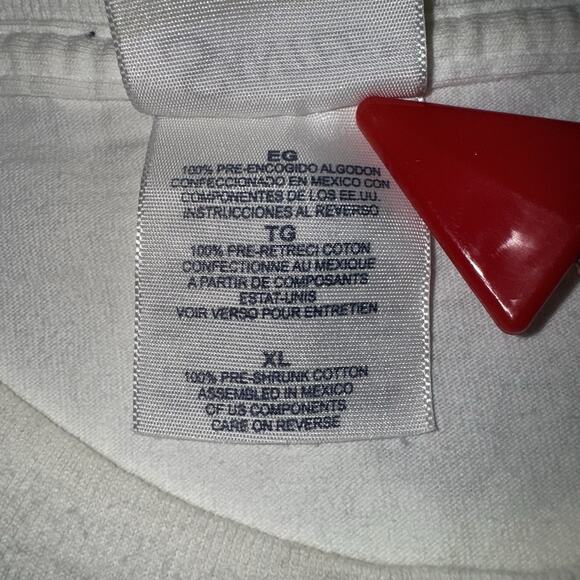 EG
100% PRE-ENCOGIDO ALGODON
CONFECCIONADO EN MEXICO CON
COMPONENTES DE LOS EE.UU.
INSTRUCCIONES AL REVERSO
TG
100% PRE-RETRECI COTON
CONFECTIONNE AU MEXIQUE
A PARTIR DE COMPOSANTS
ESTAT-UNIS
VOIR VERSO POUR ENTRETIEN
XL
100% PRE-SHRUNK COTTON
ASSEMBLED IN MEXICO
OF US COMPONENTS
CARE ON REVERSE